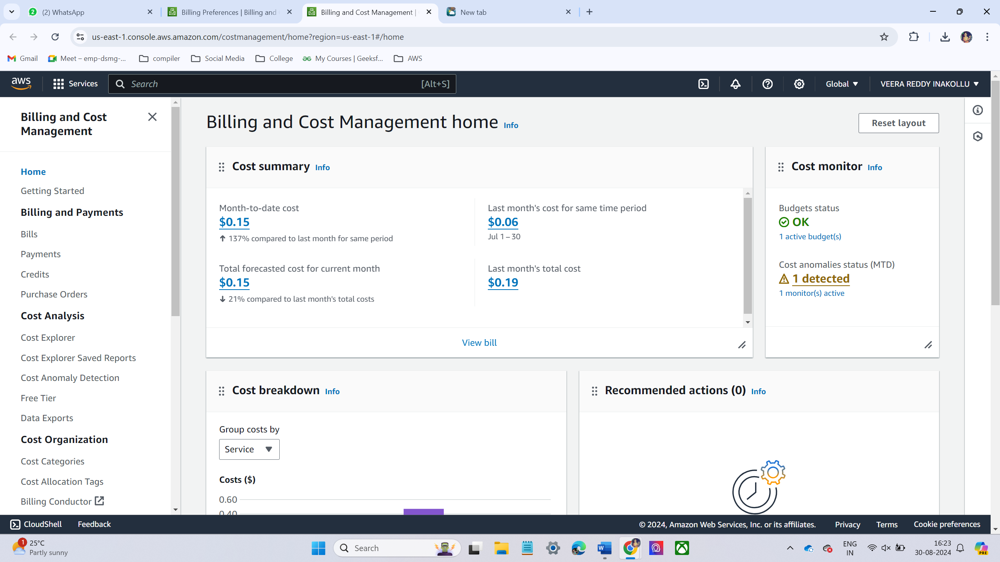 2
(2) WhatsApp
Billing Preferences | Billing and
Billing and Cost Management |
New tab
us-east-1.console.aws.amazon.com/costmanagement/home?region=us-east-1#/home
Gmail
Meet – emp-dsmg-...
compiler
Social Media
College
My Courses | Geeksf...
AWS
aws
Services
Search
[Alt+S]
Global
VEERA REDDY INAKOLLU
Billing and Cost
Management
Home
Getting Started
Billing and Payments
Bills
Payments
Credits
Purchase Orders
Cost Analysis
Cost Explorer
Cost Explorer Saved Reports
Cost Anomaly Detection
Free Tier
Data Exports
Cost Organization
Cost Categories
Cost Allocation Tags
Billing Conductor
Billing and Cost Management home Info
Reset layout
Cost summary Info
Month-to-date cost
$0.15
137% compared to last month for same period
Last month's cost for same time period
$0.06
Jul 1 – 30
Total forecasted cost for current month
$0.15
21% compared to last month's total costs
Last month's total cost
$0.19
View bill
Cost monitor Info
Budgets status
OK
1 active budget(s)
Cost anomalies status (MTD)
1 detected
1 monitor(s) active
Cost breakdown Info
Group costs by
Service
Costs ($)
0.60
0.40
Recommended actions (0) Info
CloudShell
Feedback
© 2024, Amazon Web Services, Inc. or its affiliates.
Privacy
Terms
Cookie preferences
1
25°C
Partly sunny
Search
W
ENG
IN
16:23
30-08-2024
PRE